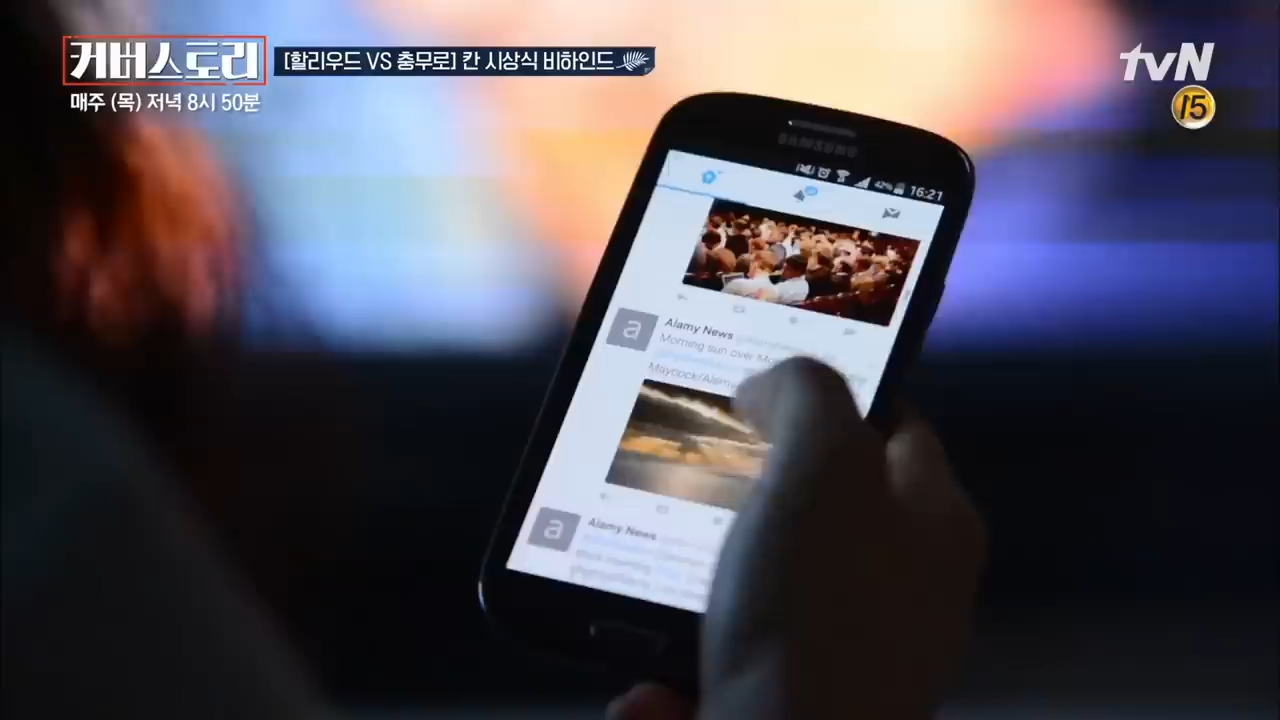 커버스토리
[할리우드 VS 충무로] 칸 시상식 비하인드
매주 (목) 저녁 8시 50분
tvN
15
SAMSUNG
42% 16:21
a
Alamy News
Morning sun over
Maycock/Alamy
a
Alamy News